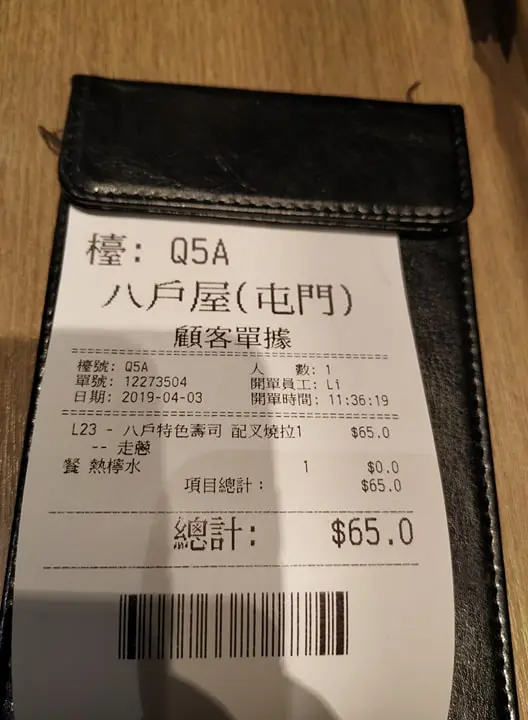 檯: Q5A
八戶屋(屯門)
顧客單據
檯號: Q5A 人 數: 1
單號: 12273504 開單員工: Li
日期: 2019-04-03 開單時間: 11:36:19
L23 - 八戶特色壽司 配叉燒拉1 $65.0
-- 走蔥
餐 熱檸水 1 $0.0
項目總計: $65.0
總計: $65.0